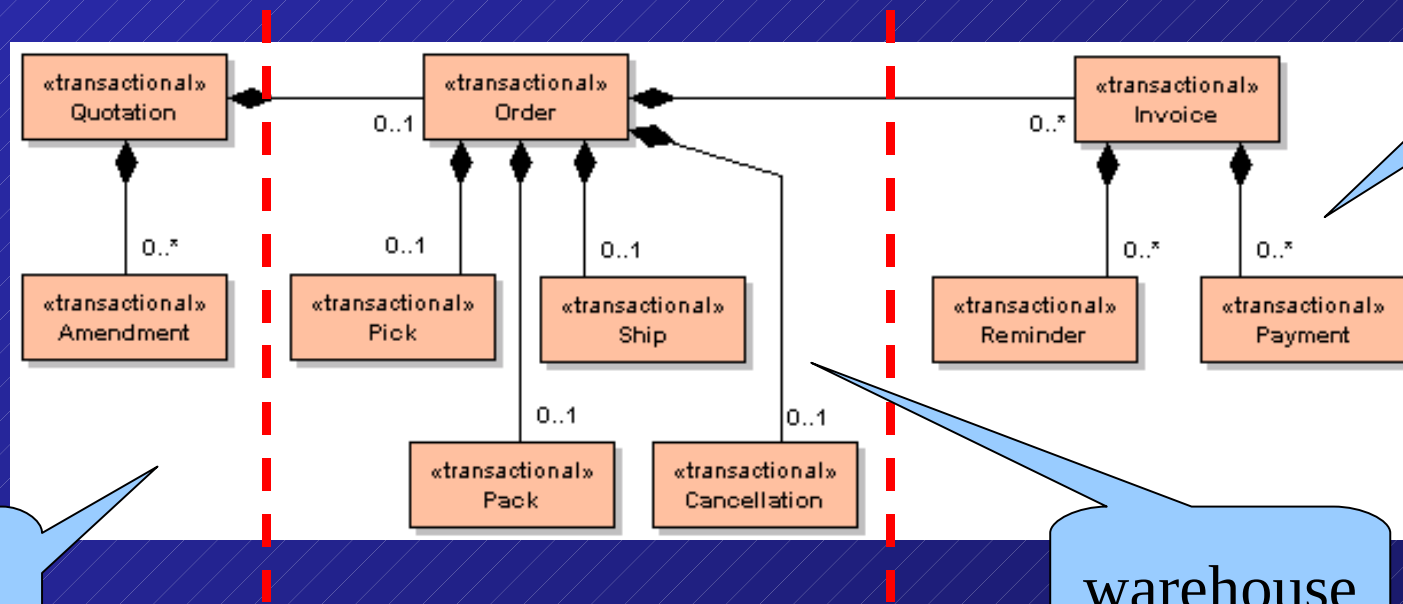 «transactional»
Quotation
«transactional»
Order
«transactional»
Invoice
0..1
0..*
0..*
0..1
0..1
0..*
0..*
«transactional»
Amendment
«transactional»
Pick
«transactional»
Ship
«transactional»
Reminder
«transactional»
Payment
0..1
0..1
«transactional»
Pack
«transactional»
Cancellation
warehouse